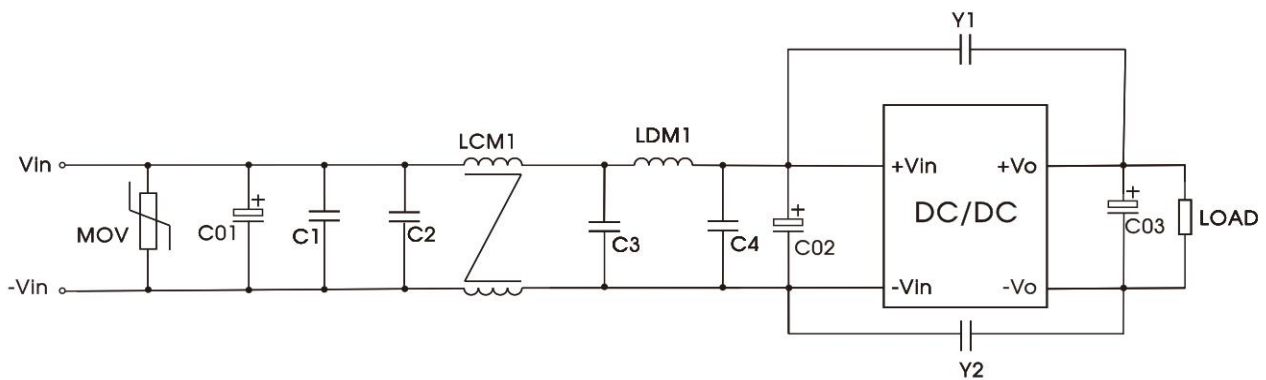 Y1
LCM1
LDM1
Vin
+Vin
+Vo
MOV
C01
+
C1
C2
C3
C4
+
C02
DC/DC
+
C03
LOAD
-Vin
-Vin
-Vo
Y2